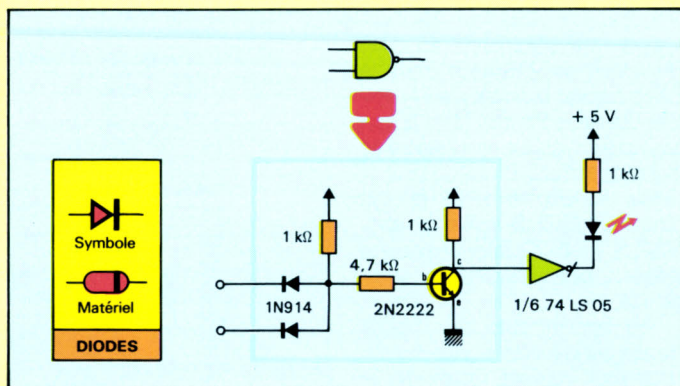 + 5 V
1 kΩ
1 kΩ
1 kΩ
4,7 kΩ
b
c
e
1N914
2N2222
1/6 74 LS 05
Symbole
Matériel
DIODES